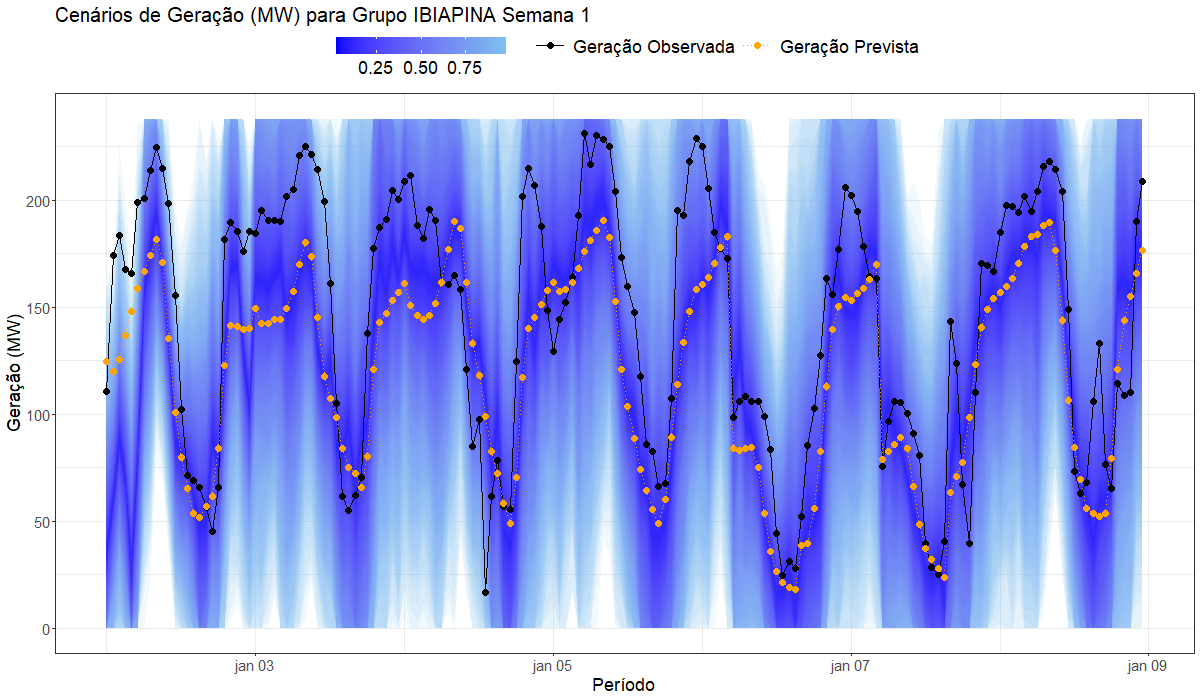 Cenários de Geração (MW) para Grupo IBIAPINA Semana 1
0.25 0.50 0.75
Geração Observada
Geração Prevista
Geração (MW)
200
150
100
50
0
jan 03
jan 05
jan 07
jan 09
Período